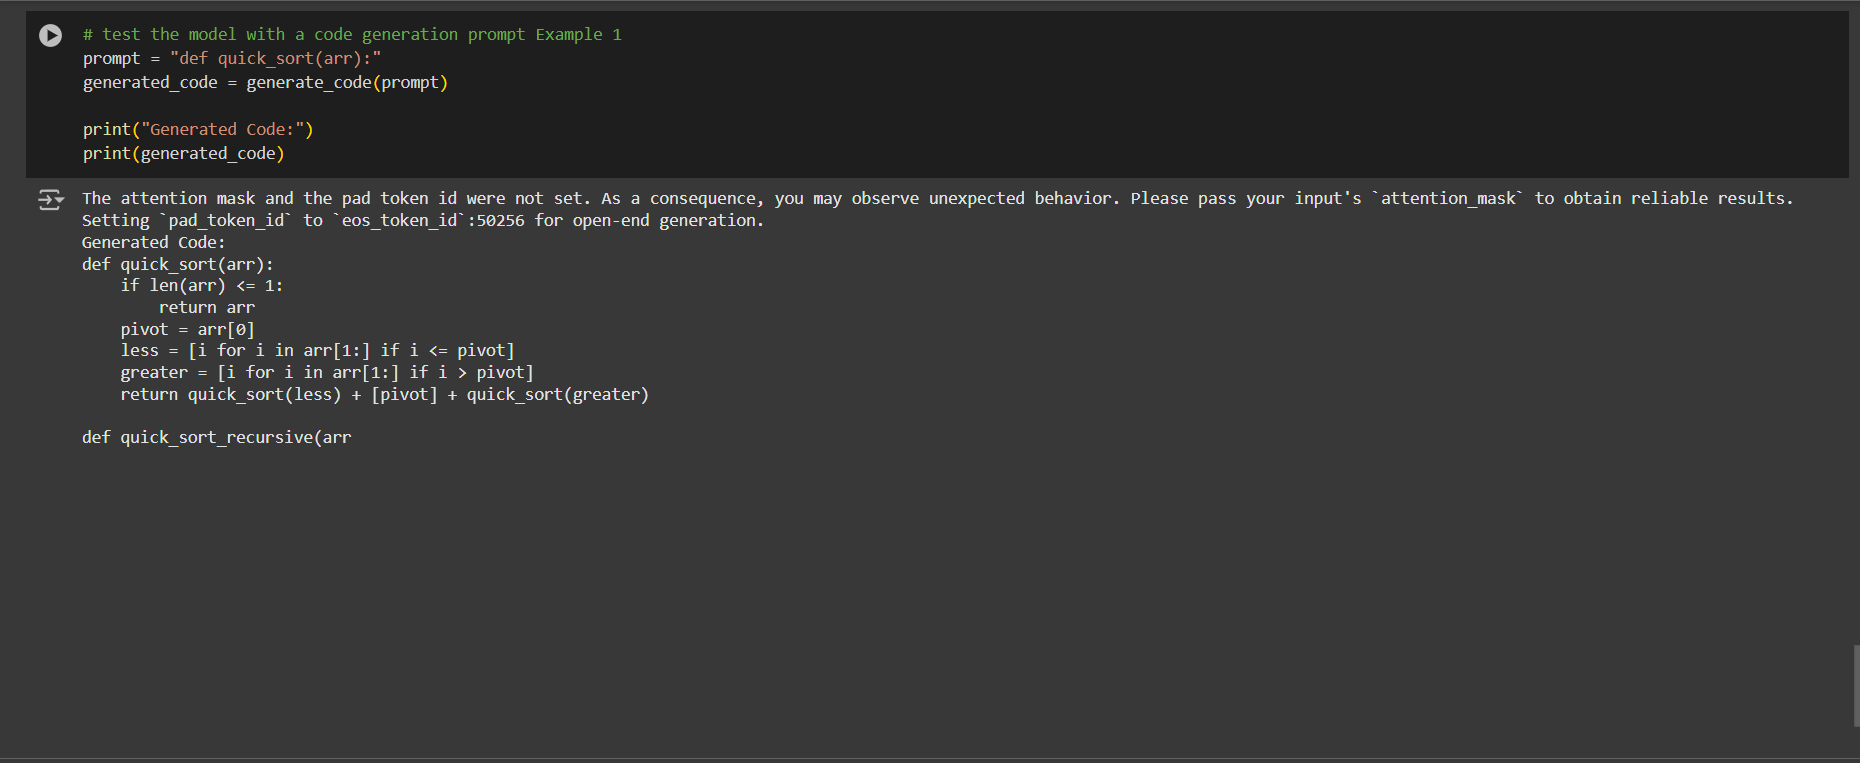 # test the model with a code generation prompt Example 1
prompt = "def quick_sort(arr):"
generated_code = generate_code(prompt)

print("Generated Code:")
print(generated_code)

The attention mask and the pad token id were not set. As a consequence, you may observe unexpected behavior. Please pass your input's `attention_mask` to obtain reliable results.
Setting `pad_token_id` to `eos_token_id`:50256 for open-end generation.
Generated Code:
def quick_sort(arr):
    if len(arr) <= 1:
        return arr
    pivot = arr[0]
    less = [i for i in arr[1:] if i <= pivot]
    greater = [i for i in arr[1:] if i > pivot]
    return quick_sort(less) + [pivot] + quick_sort(greater)

def quick_sort_recursive(arr